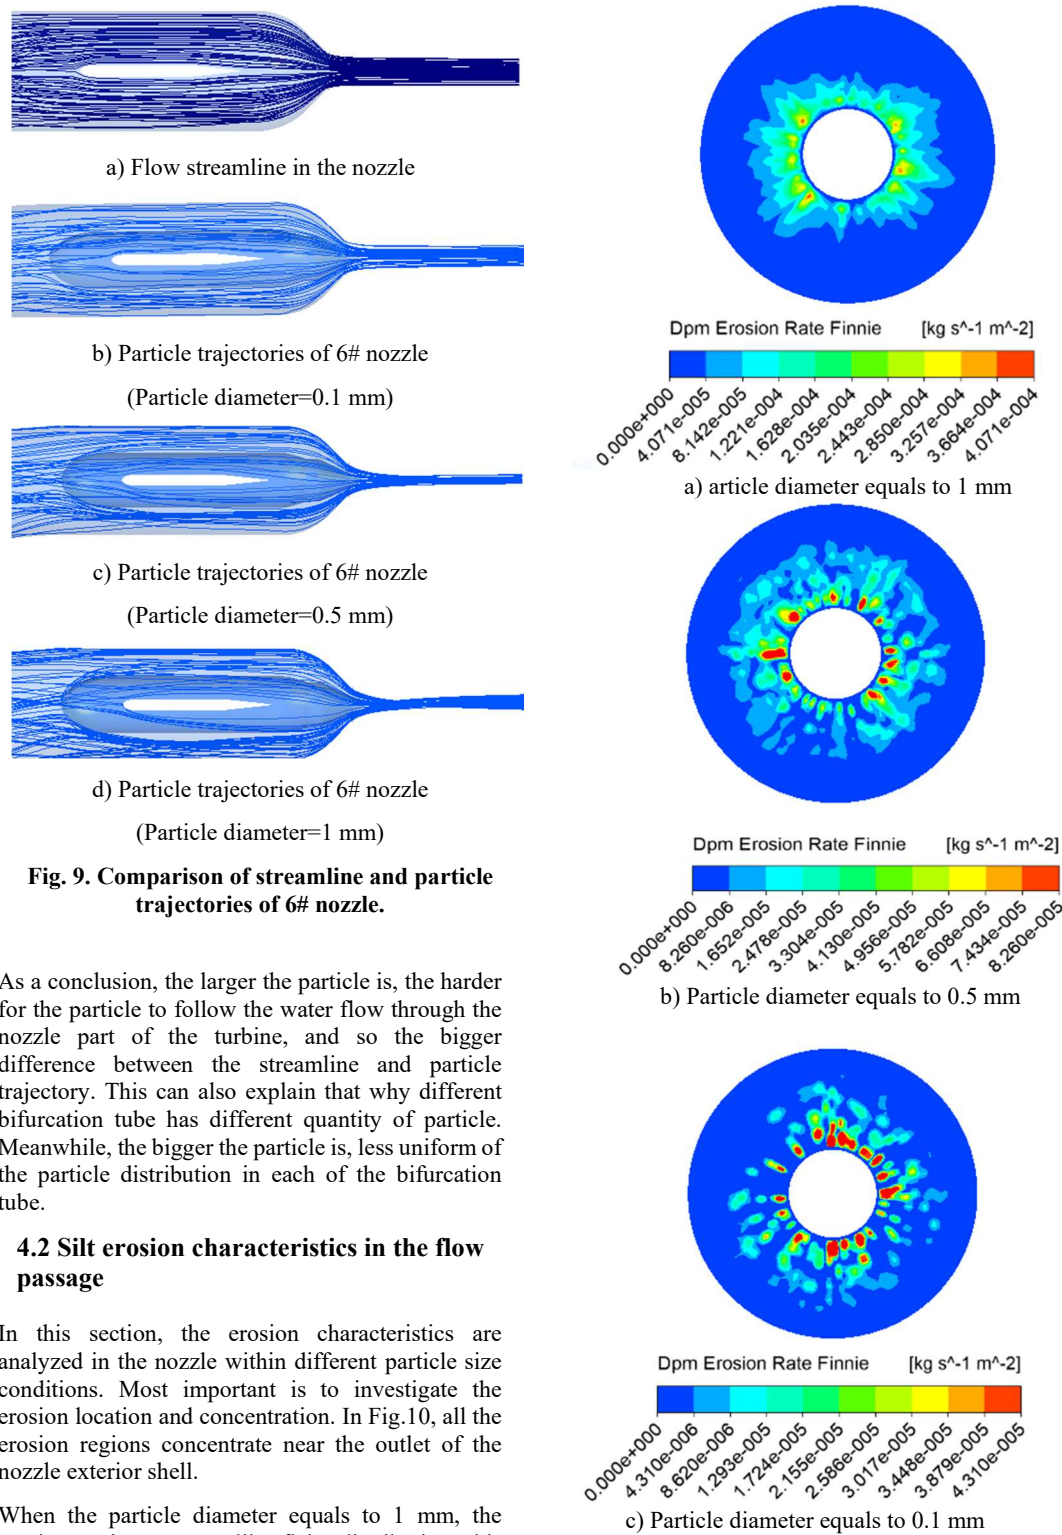 a) Flow streamline in the nozzle
b) Particle trajectories of 6# nozzle
(Particle diameter=0.1 mm)
c) Particle trajectories of 6# nozzle
(Particle diameter=0.5 mm)
d) Particle trajectories of 6# nozzle
(Particle diameter=1 mm)
Fig. 9. Comparison of streamline and particle
trajectories of 6# nozzle.
As a conclusion, the larger the particle is, the harder
for the particle to follow the water flow through the
nozzle part of the turbine, and so the bigger
difference between the streamline and particle
trajectory. This can also explain that why different
bifurcation tube has different quantity of particle.
Meanwhile, the bigger the particle is, less uniform of
the particle distribution in each of the bifurcation
tube.
4.2 Silt erosion characteristics in the flow
passage
In this section, the erosion characteristics are
analyzed in the nozzle within different particle size
conditions. Most important is to investigate the
erosion location and concentration. In Fig.10, all the
erosion regions concentrate near the outlet of the
nozzle exterior shell.
When the particle diameter equals to 1 mm, the
Dpm Erosion Rate Finnie [kg s^-1 m^-2]
0.000e+000
4.071e-005
8.142e-005
1.221e-004
1.628e-004
2.035e-004
2.443e-004
2.850e-004
3.257e-004
3.664e-004
4.071e-004
a) article diameter equals to 1 mm
Dpm Erosion Rate Finnie [kg s^-1 m^-2]
0.000e+000
8.260e-006
1.652e-005
2.478e-005
3.304e-005
4.130e-005
4.956e-005
5.782e-005
6.608e-005
7.434e-005
8.260e-005
b) Particle diameter equals to 0.5 mm
Dpm Erosion Rate Finnie [kg s^-1 m^-2]
0.000e+000
4.310e-006
8.620e-006
1.293e-005
1.724e-005
2.155e-005
2.586e-005
3.017e-005
3.448e-005
3.879e-005
4.310e-005
c) Particle diameter equals to 0.1 mm